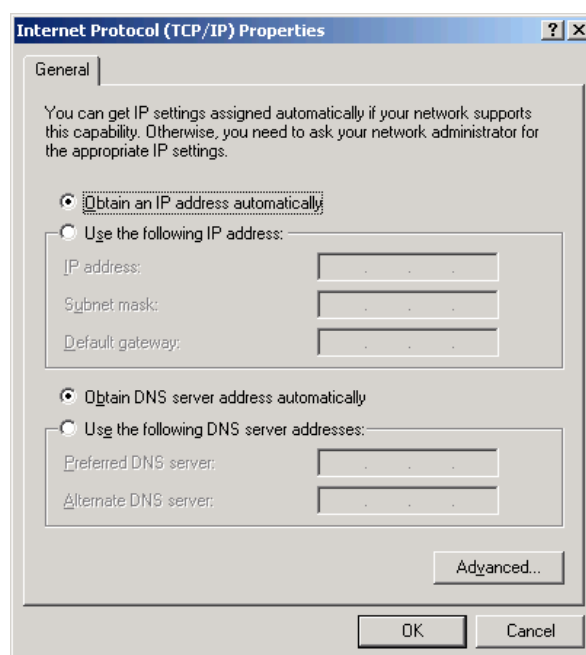 Internet Protocol (TCP/IP) Properties
General
You can get IP settings assigned automatically if your network supports
this capability. Otherwise, you need to ask your network administrator for
the appropriate IP settings.
Obtain an IP address automatically
Use the following IP address:
IP address:
Subnet mask:
Default gateway:
Obtain DNS server address automatically
Use the following DNS server addresses:
Preferred DNS server:
Alternate DNS server:
Advanced...
OK Cancel